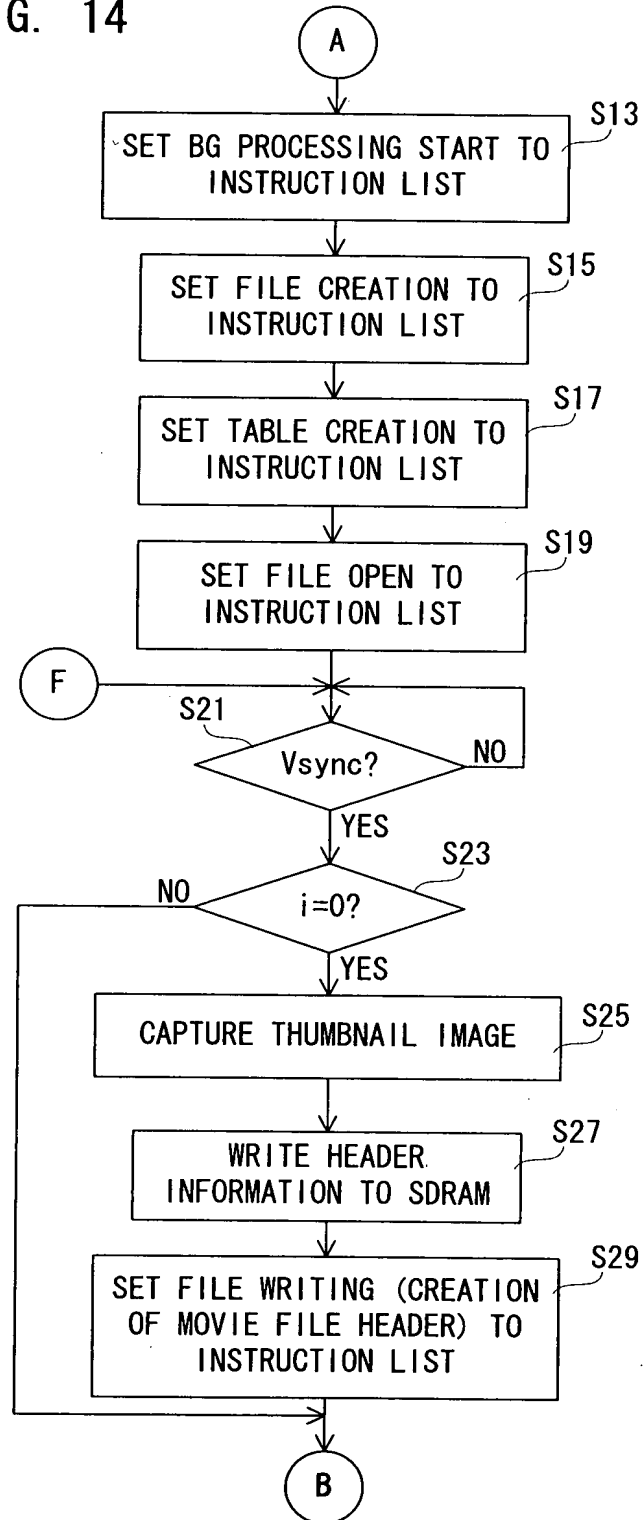 G. 14
A
S13
SET BG PROCESSING START TO
INSTRUCTION LIST
S15
SET FILE CREATION TO
INSTRUCTION LIST
S17
SET TABLE CREATION TO
INSTRUCTION LIST
S19
SET FILE OPEN TO
INSTRUCTION LIST
F
S21
Vsync?
NO
YES
S23
NO
i=0?
YES
S25
CAPTURE THUMBNAIL IMAGE
S27
WRITE HEADER
INFORMATION TO SDRAM
S29
SET FILE WRITING (CREATION
OF MOVIE FILE HEADER) TO
INSTRUCTION LIST
B